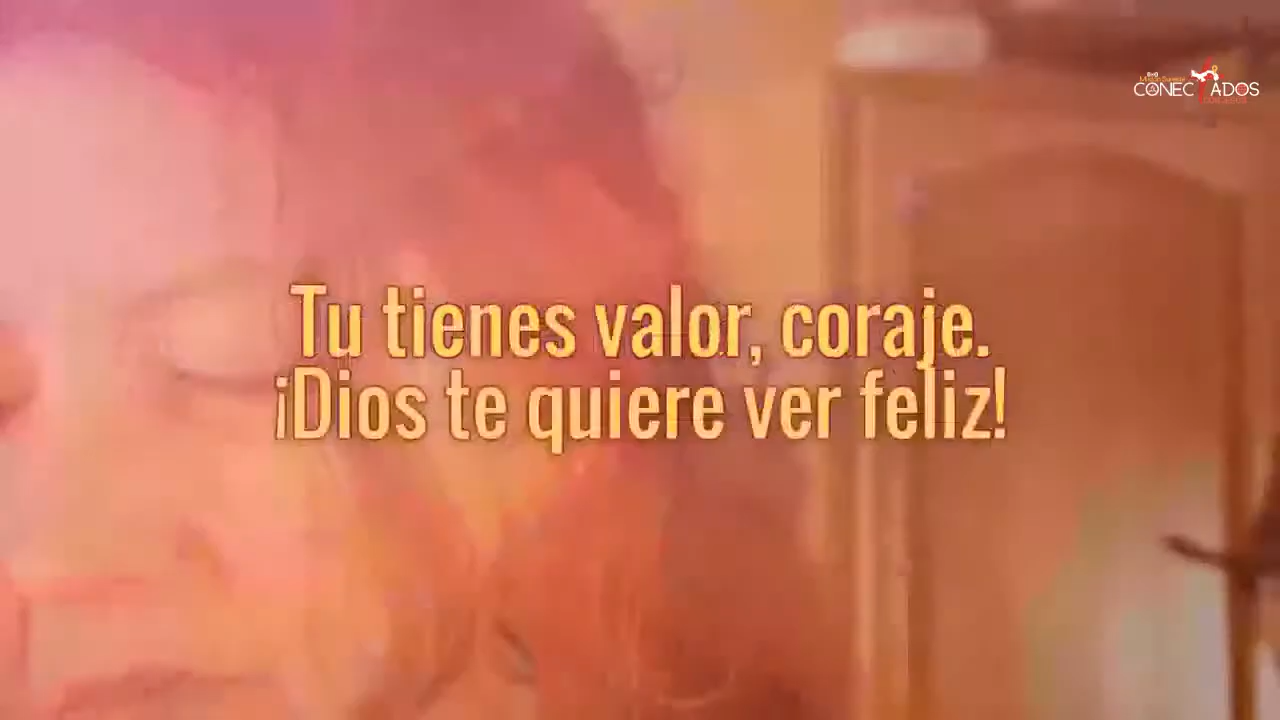 CONECTADOS
Tu tienes valor, coraje.
¡Dios te quiere ver feliz!